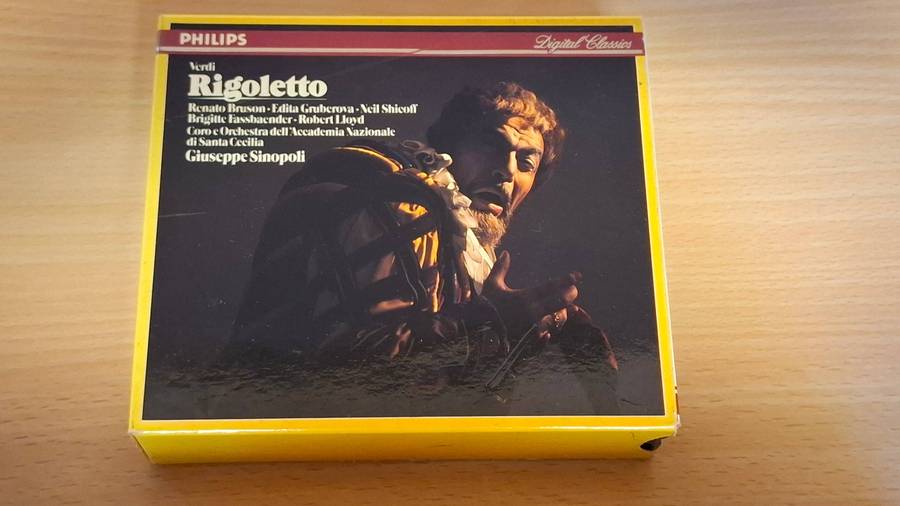 PHILIPS
Digital Classics
Verdi
Rigoletto
Renato Bruson · Edita Gruberova · Neil Shicoff
Brigitte Fassbaender · Robert Lloyd
Coro e Orchestra dell'Accademia Nazionale
di Santa Cecilia
Giuseppe Sinopoli